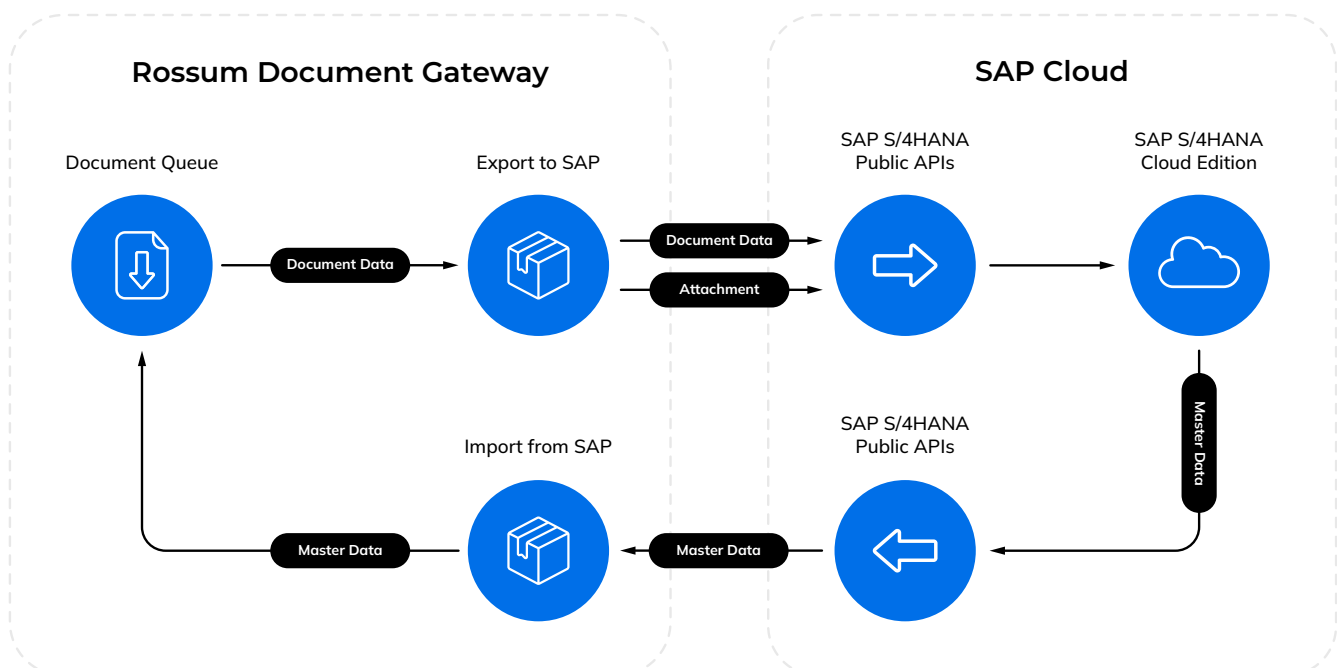 Rossum Document Gateway
SAP Cloud
Document Queue
Export to SAP
SAP S/4HANA
Public APIs
SAP S/4HANA
Cloud Edition
Document Data
Document Data
Attachment
Master Data
Import from SAP
SAP S/4HANA
Public APIs
Master Data
Master Data